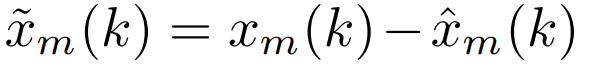 x̃ₘ(k) = xₘ(k) − x̂ₘ(k)